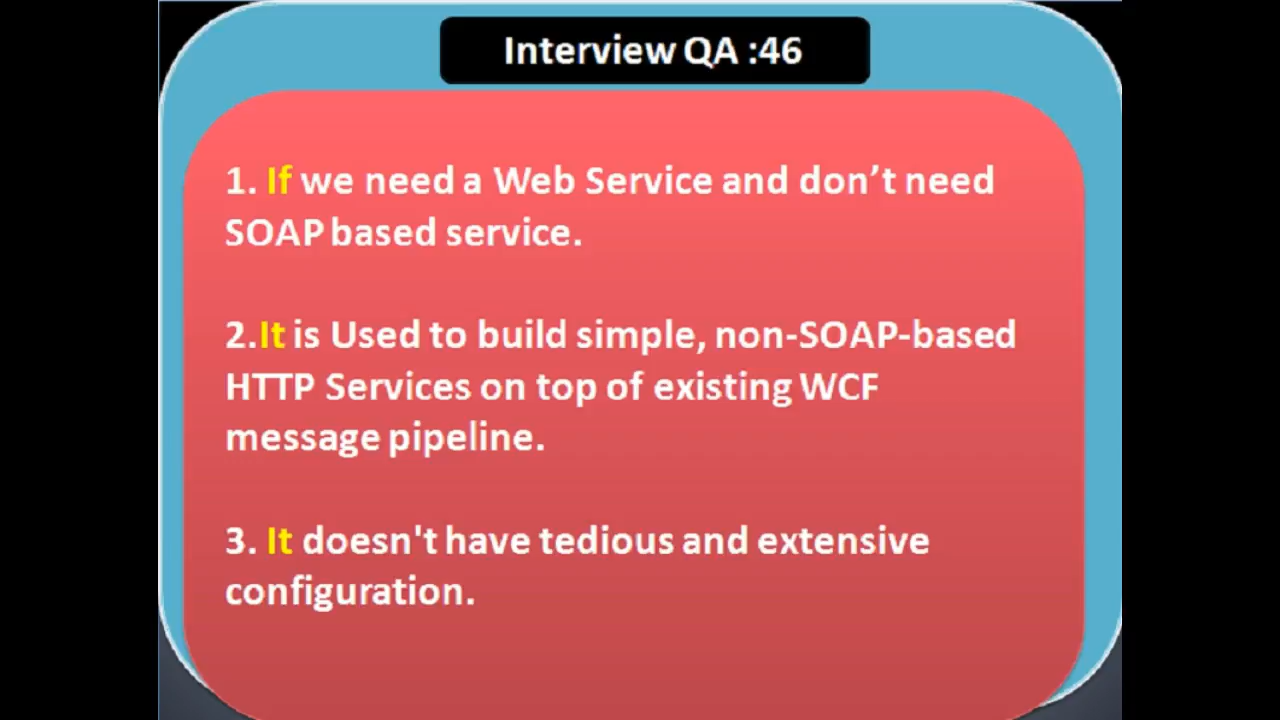 Interview QA :46
1. If we need a Web Service and don’t need
SOAP based service.
2.It is Used to build simple, non-SOAP-based
HTTP Services on top of existing WCF
message pipeline.
3. It doesn't have tedious and extensive
configuration.